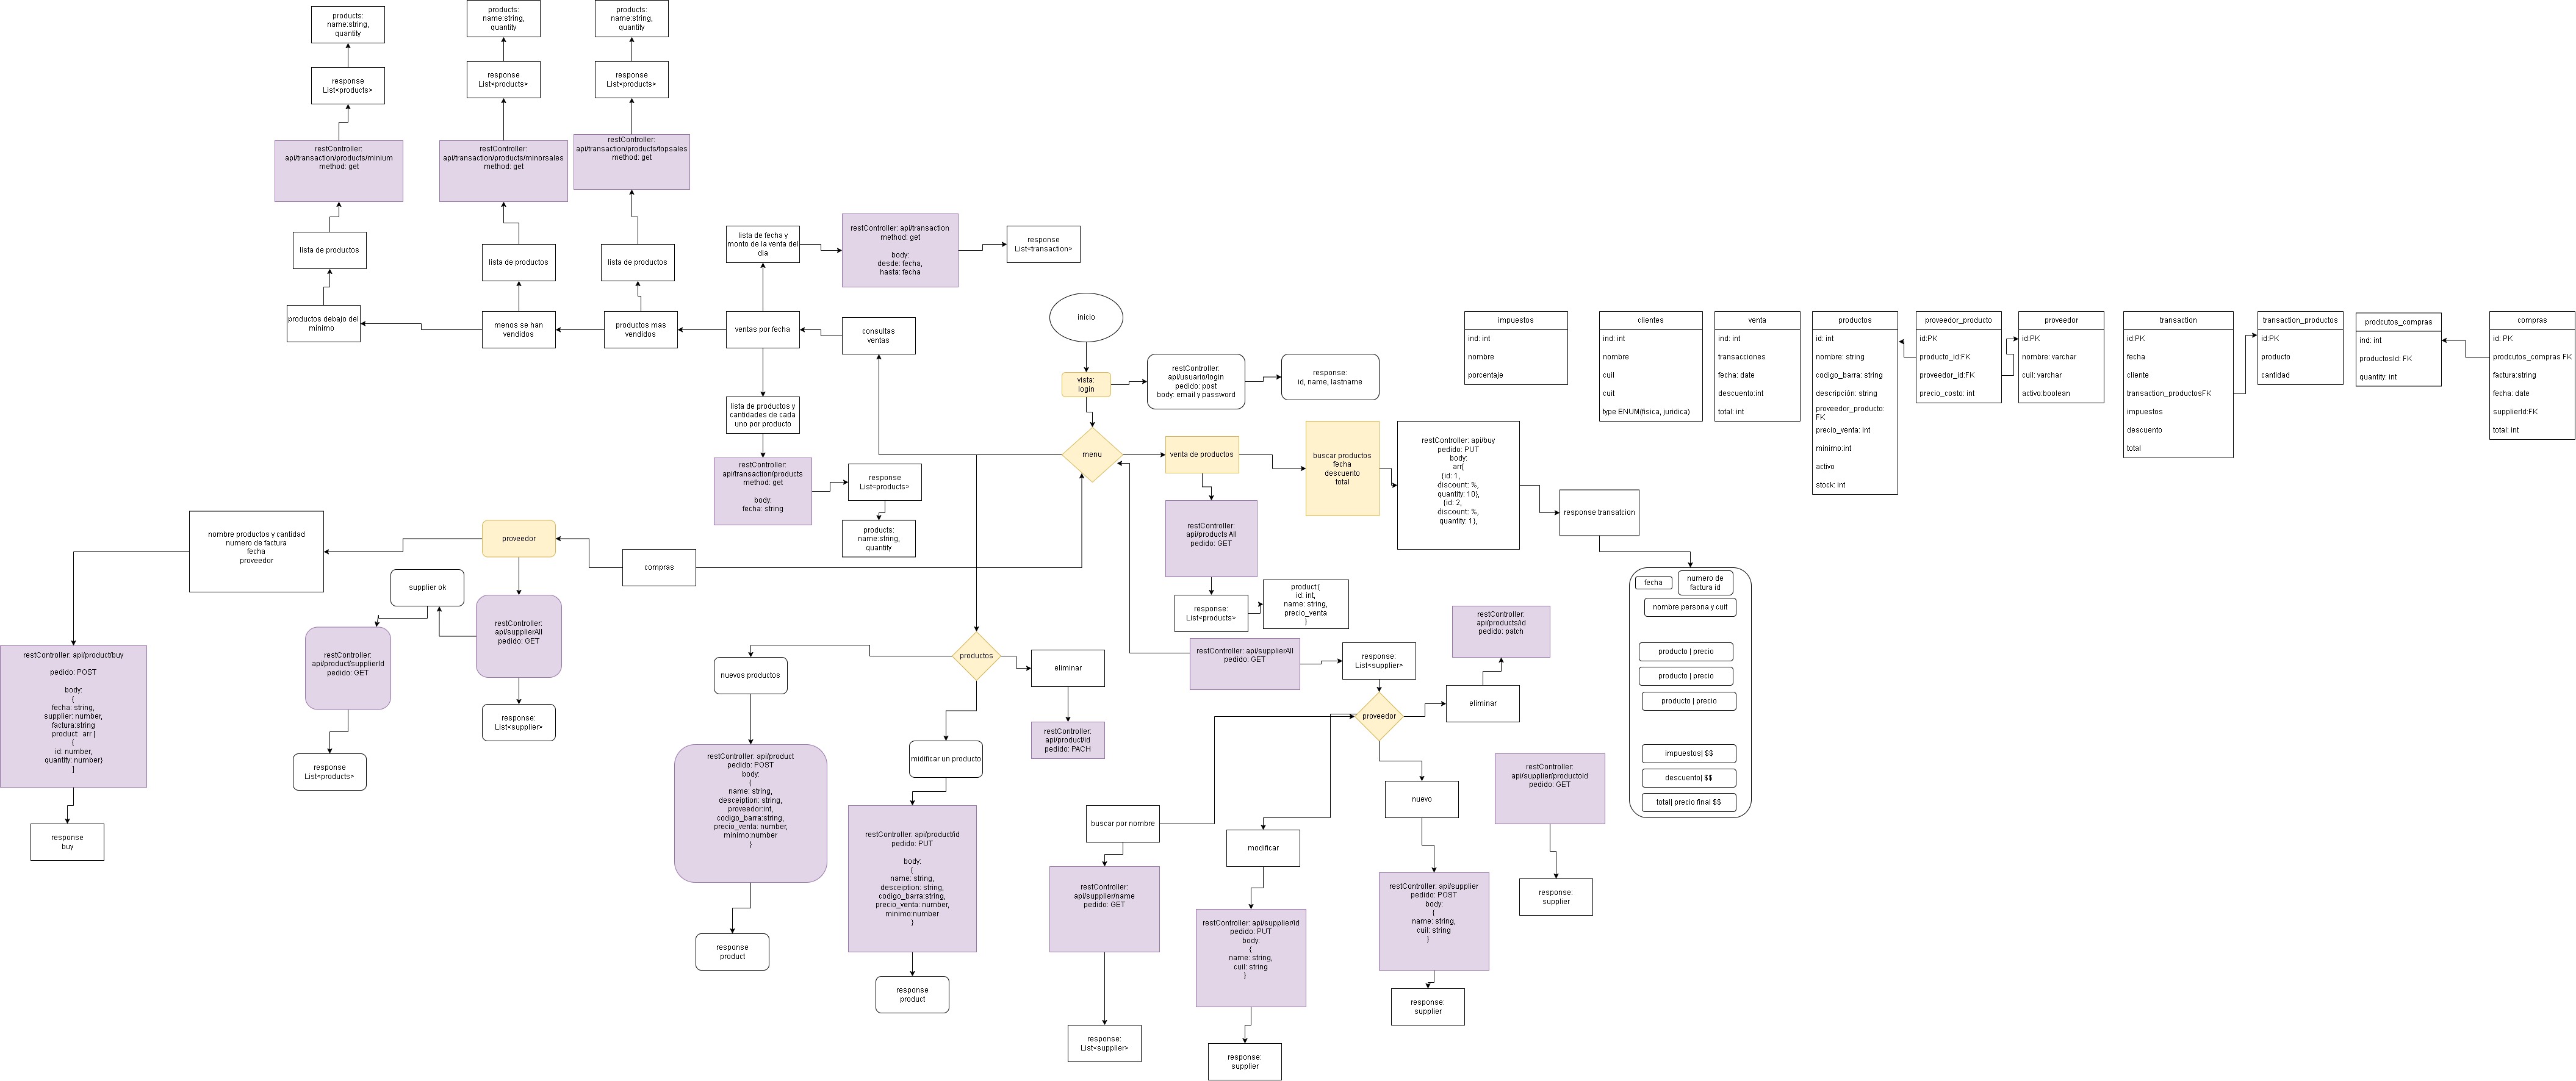 products:
name:string,
quantity
products:
name:string,
quantity
products:
name:string,
quantity
response
List<products>
response
List<products>
response
List<products>
restController:
api/transaction/products/minium
method: get
restController:
api/transaction/products/minorsales
method: get
restController:
api/transaction/products/topsales
method: get
lista de productos
lista de productos
lista de productos
lista de fecha y
monto de la venta del
dia
restController: api/transaction
method: get
body:
desde: fecha,
hasta: fecha
response
List<transaction>
productos debajo del
mínimo
menos se han
vendidos
productos mas
vendidos
ventas por fecha
consultas
ventas
inicio
vista:
login
restController:
api/usuario/login
pedido: post
body: email y password
response:
id, name, lastname
lista de productos y
cantidades de cada
uno por producto
restController:
api/transaction/products
method: get
body:
fecha: string
response
List<products>
products:
name:string,
quantity
menu
venta de productos
buscar productos
fecha
descuento
total
restController: api/buy
pedido: PUT
body:
arr[
{id: 1,
discount: %,
quantity: 10},
{id: 2,
discount: %,
quantity: 1},
response transatcion
restController:
api/products All
pedido: GET
response:
List<products>
product:{
id: int,
name: string,
precio_venta
}
impuestos
ind: int
nombre
porcentaje
clientes
ind: int
nombre
cuil
cuit
type ENUM(fisica, juridica)
venta
ind: int
transacciones
fecha: date
descuento:int
total: int
productos
id: int
nombre: string
codigo_barra: string
descripción: string
proveedor_producto:
FK
precio_venta: int
minimo:int
activo
stock: int
proveedor_producto
id:PK
producto_id:FK
proveedor_id:FK
precio_costo: int
proveedor
id:PK
nombre: varchar
cuil: varchar
activo:boolean
transaction
id:PK
fecha
cliente
transaction_productosFK
impuestos
descuento
total
transaction_productos
id:PK
producto
cantidad
prodcutos_compras
ind: int
productosId: FK
quantity: int
compras
id: PK
prodcutos_compras FK
factura:string
fecha: date
supplierId:FK
total: int
nombre productos y cantidad
numero de factura
fecha
proveedor
proveedor
compras
supplier ok
restController:
api/supplierAll
pedido: GET
response:
List<supplier>
restController:
api/product/supplierId
pedido: GET
response
List<products>
restController: api/product/buy
pedido: POST
body:
{
fecha: string,
supplier: number,
factura:string
product: arr [
{
id: number,
quantity: number}
]
response
buy
productos
nuevos productos
eliminar
restController:
api/product/id
pedido: PACH
midificar un producto
restController: api/product
pedido: POST
body:
{
name: string,
desceiption: string,
proveedor:int,
codigo_barra:string,
precio_venta: number,
minimo:number
}
response
product
restController: api/product/id
pedido: PUT
body:
{
name: string,
desceiption: string,
codigo_barra:string,
precio_venta: number,
minimo:number
}
response
product
restController: api/supplierAll
pedido: GET
response:
List<supplier>
restController:
api/products/id
pedido: patch
proveedor
eliminar
buscar por nombre
modificar
nuevo
restController:
api/supplier/name
pedido: GET
response:
List<supplier>
restController: api/supplier/id
pedido: PUT
body:
{
name: string,
cuil: string
}
response:
supplier
restController: api/supplier
pedido: POST
body:
{
name: string,
cuil: string
}
response:
supplier
restController:
api/supplier/productoId
pedido: GET
response:
supplier
fecha
numero de
factura id
nombre persona y cuit
producto | precio
producto | precio
producto | precio
impuestos| $$
descuento| $$
total| precio final $$